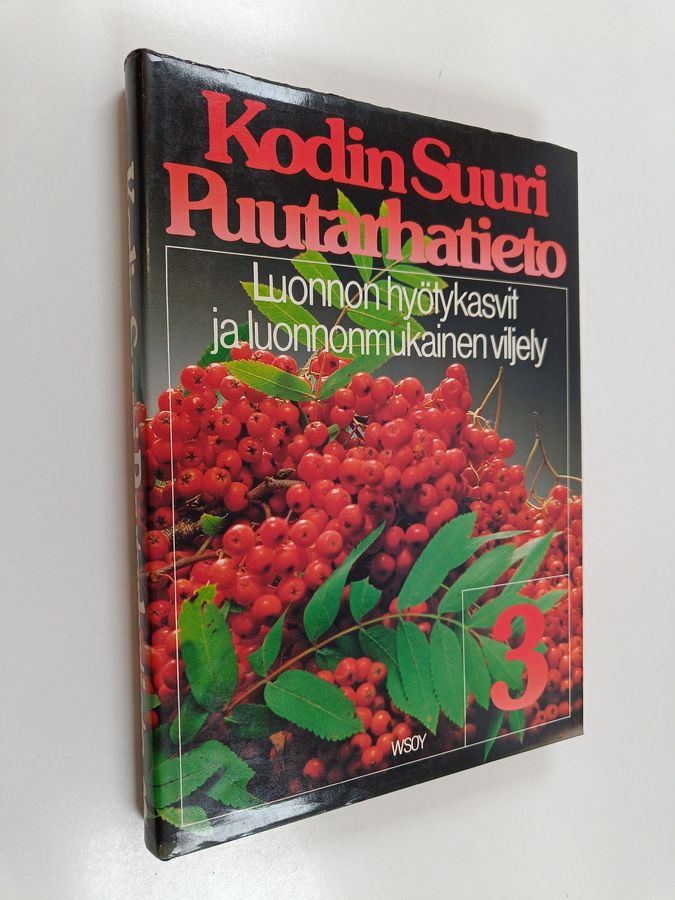 Kodin Suuri
Puutarhatieto
Luonnon hyötykasvit
ja luonnonmukainen viljely
3
WSOY